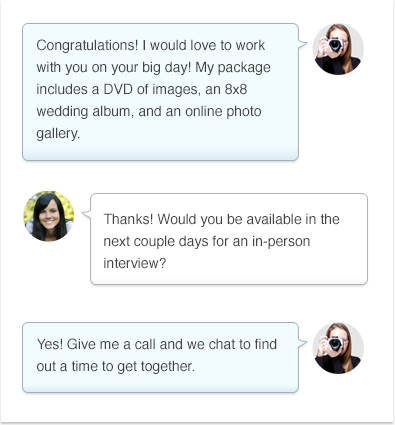 Congratulations! I would love to work
with you on your big day! My package
includes a DVD of images, an 8x8
wedding album, and an online photo
gallery.
Thanks! Would you be available in the
next couple days for an in-person
interview?
Yes! Give me a call and we chat to find
out a time to get together.